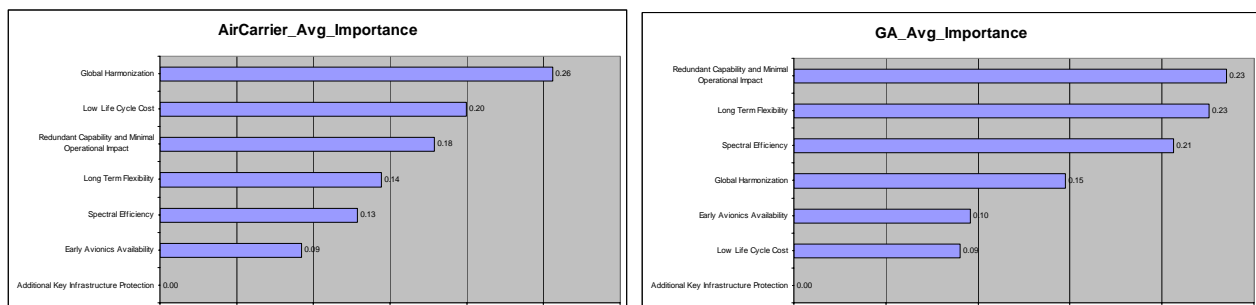 AirCarrier_Avg_Importance
Global Harmonization
0.26
Low Life Cycle Cost
0.20
Redundant Capability and Minimal
Operational Impact
0.18
Long Term Flexibility
0.14
Spectral Efficiency
0.13
Early Avionics Availability
0.09
Additional Key Infrastructure Protection
0.00
GA_Avg_Importance
Redundant Capability and Minimal
Operational Impact
0.23
Long Term Flexibility
0.23
Spectral Efficiency
0.21
Global Harmonization
0.15
Early Avionics Availability
0.10
Low Life Cycle Cost
0.09
Additional Key Infrastructure Protection
0.00